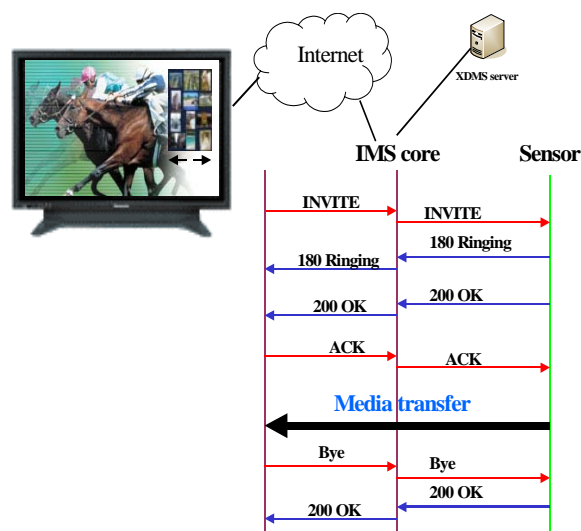 Internet
XDMS server
IMS core
Sensor
INVITE
INVITE
180 Ringing
180 Ringing
200 OK
200 OK
ACK
ACK
Media transfer
Bye
Bye
200 OK
200 OK